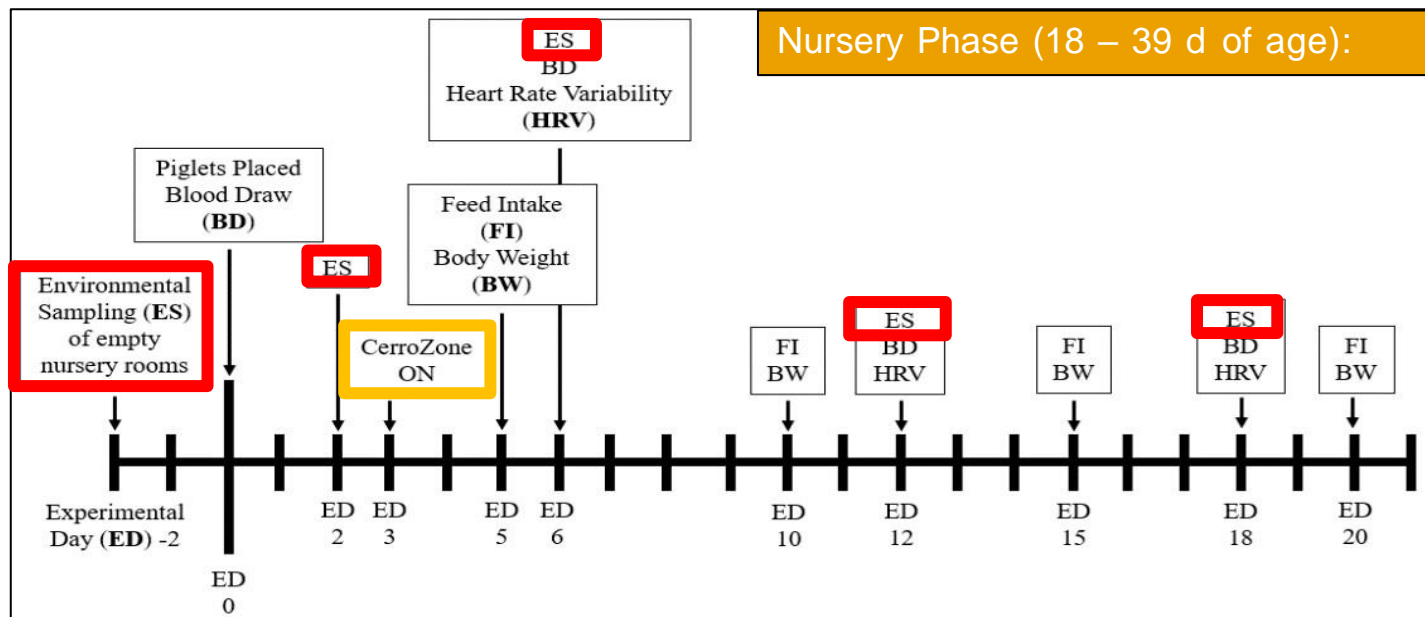 Nursery Phase (18 – 39 d of age):
ES
BD
Heart Rate Variability
(HRV)
Piglets Placed
Blood Draw
(BD)
Feed Intake
(FI)
Body Weight
(BW)
Environmental
Sampling (ES)
of empty
nursery rooms
ES
CerroZone
ON
FI
BW
ES
BD
HRV
FI
BW
ES
BD
HRV
FI
BW
Experimental
Day (ED) -2
ED
0
ED
2
ED
3
ED
5
ED
6
ED
10
ED
12
ED
15
ED
18
ED
20